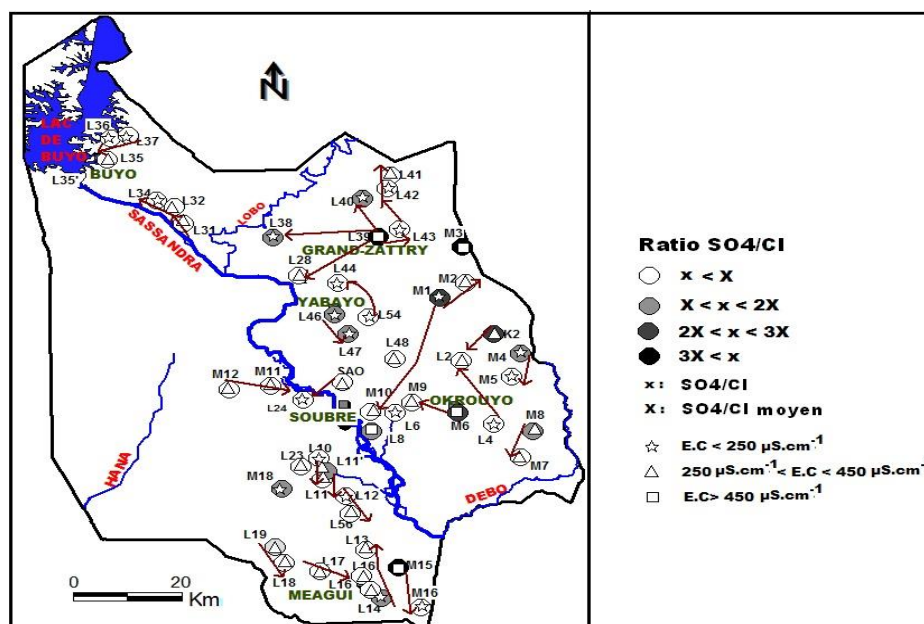 N
L36
L37
LAC
DE
BUYO
L35
BUYO
L35'
L34
L32
L31
SASSANDRA
LOBO
L41
L40
L42
L38
L39
L43
GRAND-ZATTRY
M3
L28
L44
M2
M1
YABAYO
L46
L54
L47
K2
L48
L2
M4
M5
M12
M11
SAO
L24
M10
M9
OKROUYO
SOUBRE
L8
L6
M6
L4
M8
M7
L10
L23
L11'
M18
L11
L12
L56
HANA
DEBO
L19
L13
L18
L17
L16
L16
M15
MEAGUI
L14
M16
0 20
Km
Ratio SO4/Cl
x < X
X < x < 2X
2X < x < 3X
3X < x
x: SO4/Cl
X: SO4/Cl moyen
E.C < 250 µS.cm-1
250 µS.cm-1 < E.C < 450 µS.cm-1
E.C> 450 µS.cm-1